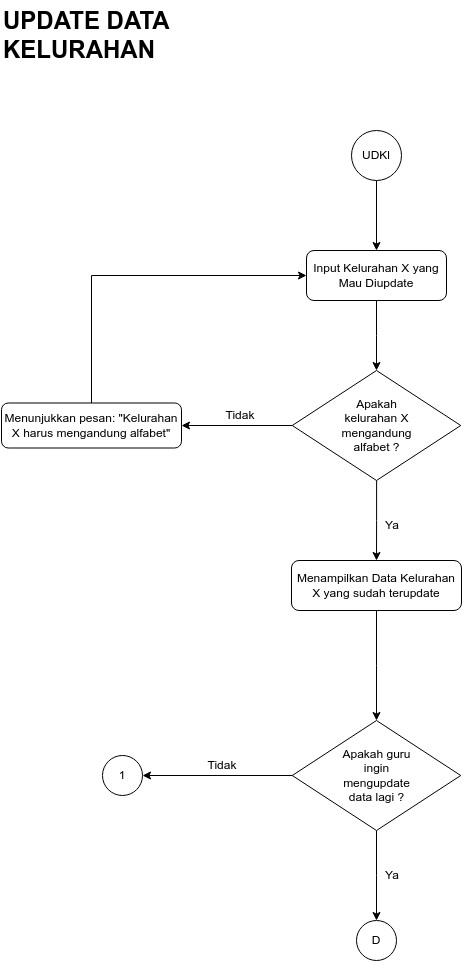 UPDATE DATA
KELURAHAN
UDKl
Input Kelurahan X yang
Mau Diupdate
Apakah
kelurahan X
mengandung
alfabet ?
Tidak
Menunjukkan pesan: "Kelurahan
X harus mengandung alfabet"
Ya
Menampilkan Data Kelurahan
X yang sudah terupdate
Apakah guru
ingin
mengupdate
data lagi ?
Tidak
1
Ya
D